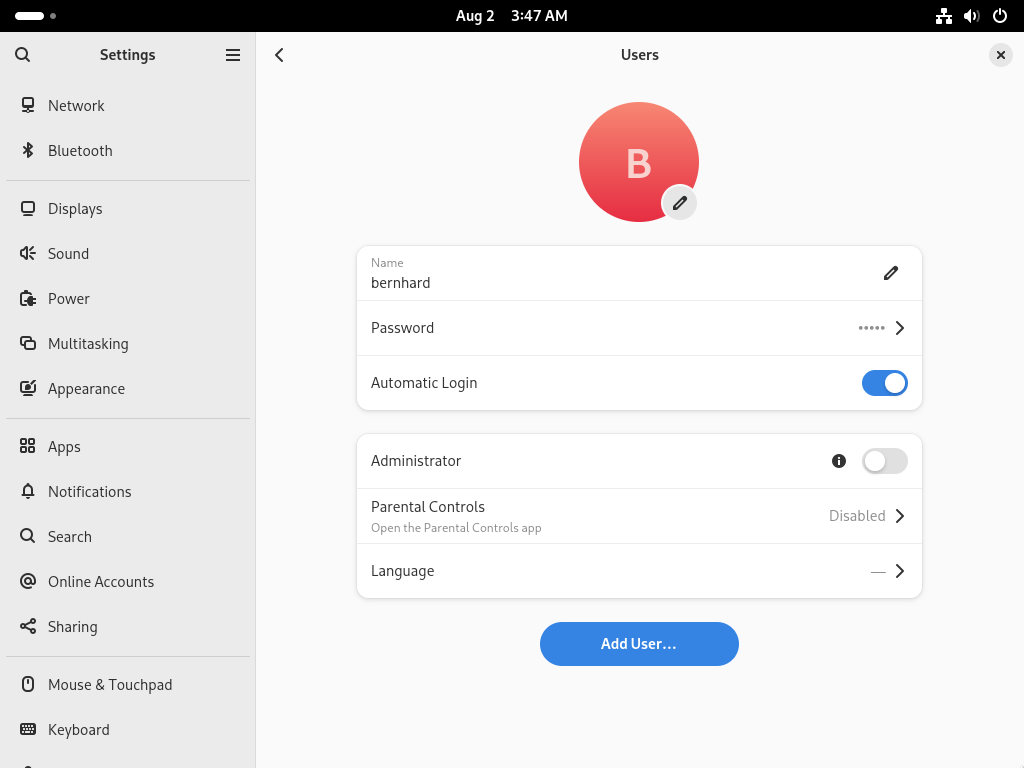 Aug 2 3:47 AM
Settings
Users
Network
Bluetooth
Displays
Sound
Power
Multitasking
Appearance
Apps
Notifications
Search
Online Accounts
Sharing
Mouse & Touchpad
Keyboard
B
Name
bernhard
Password
•••••
Automatic Login
Administrator
Parental Controls
Open the Parental Controls app
Disabled
Language
—
Add User…